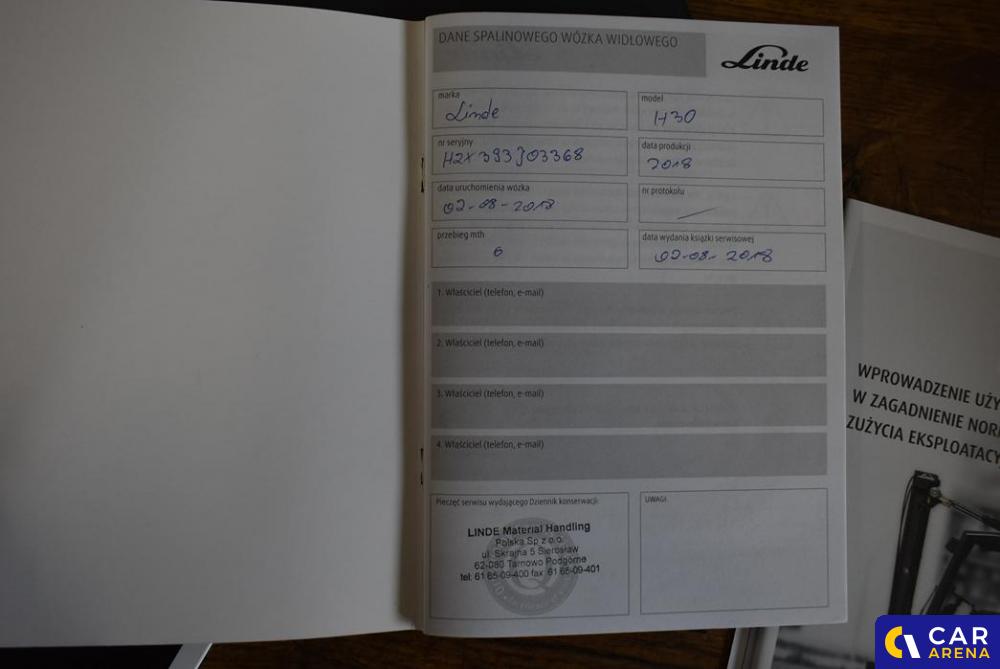 DANE SPALINOWEGO WÓZKA WIDŁOWEGO
Linde
marka
Linde
model
H30
nr seryjny
H2X393J03368
data produkcji
2018
data uruchomienia wózka
02-08-2018
nr protokołu
—
przebieg mth
6
data wydania książki serwisowej
02-08-2018
1. Właściciel (telefon, e-mail)
2. Właściciel (telefon, e-mail)
3. Właściciel (telefon, e-mail)
4. Właściciel (telefon, e-mail)
Pieczęć serwisu wydającego Dziennik konserwacji:
LINDE Material Handling
Polska Sp z o.o.
ul. Skrajna 5 Sierosław
62-080 Tarnowo Podgórne
tel: 61 65-09-400 fax: 61 65-09-401
UWAGI:
WPROWADZENIE UŻY
W ZAGADNIENIE NOR
ZUŻYCIA EKSPLOATACY
CAR
ARENA